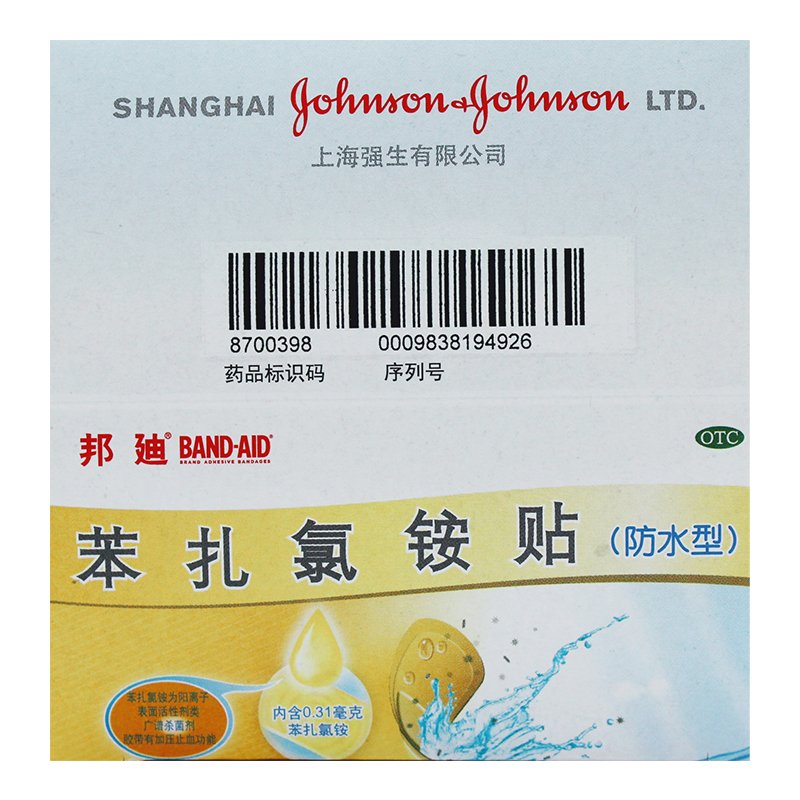 SHANGHAI Johnson & Johnson LTD.
上海强生有限公司
8700398 0009838194926
药品标识码 序列号
邦廸® BAND-AID®
BRAND ADHESIVE BANDAGES
OTC
苯扎氯铵贴(防水型)
苯扎氯铵为阳离子
表面活性剂类
广谱杀菌剂
胶带有加压止血功能
内含0.31毫克
苯扎氯铵